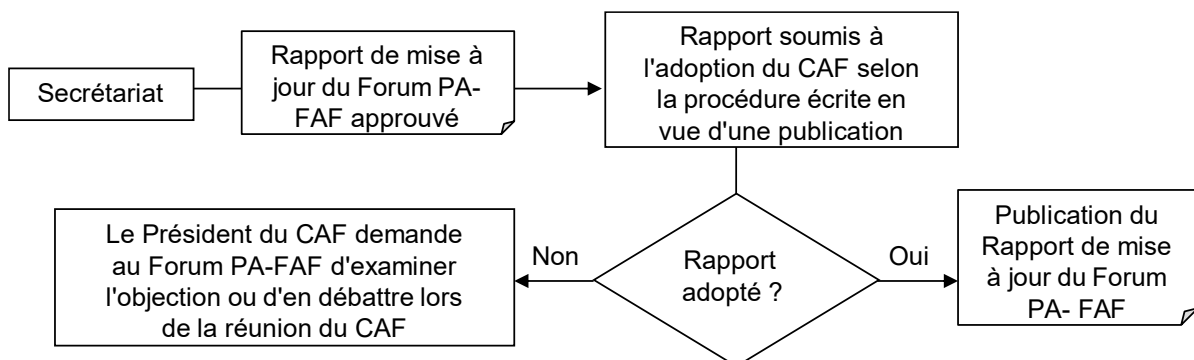 Secrétariat
Rapport de mise à
jour du Forum PA-
FAF approuvé
Rapport soumis à
l'adoption du CAF selon
la procédure écrite en
vue d'une publication
Le Président du CAF demande
au Forum PA-FAF d'examiner
l'objection ou d'en débattre lors
de la réunion du CAF
Non
Rapport
adopté ?
Oui
Publication du
Rapport de mise
à jour du Forum
PA- FAF